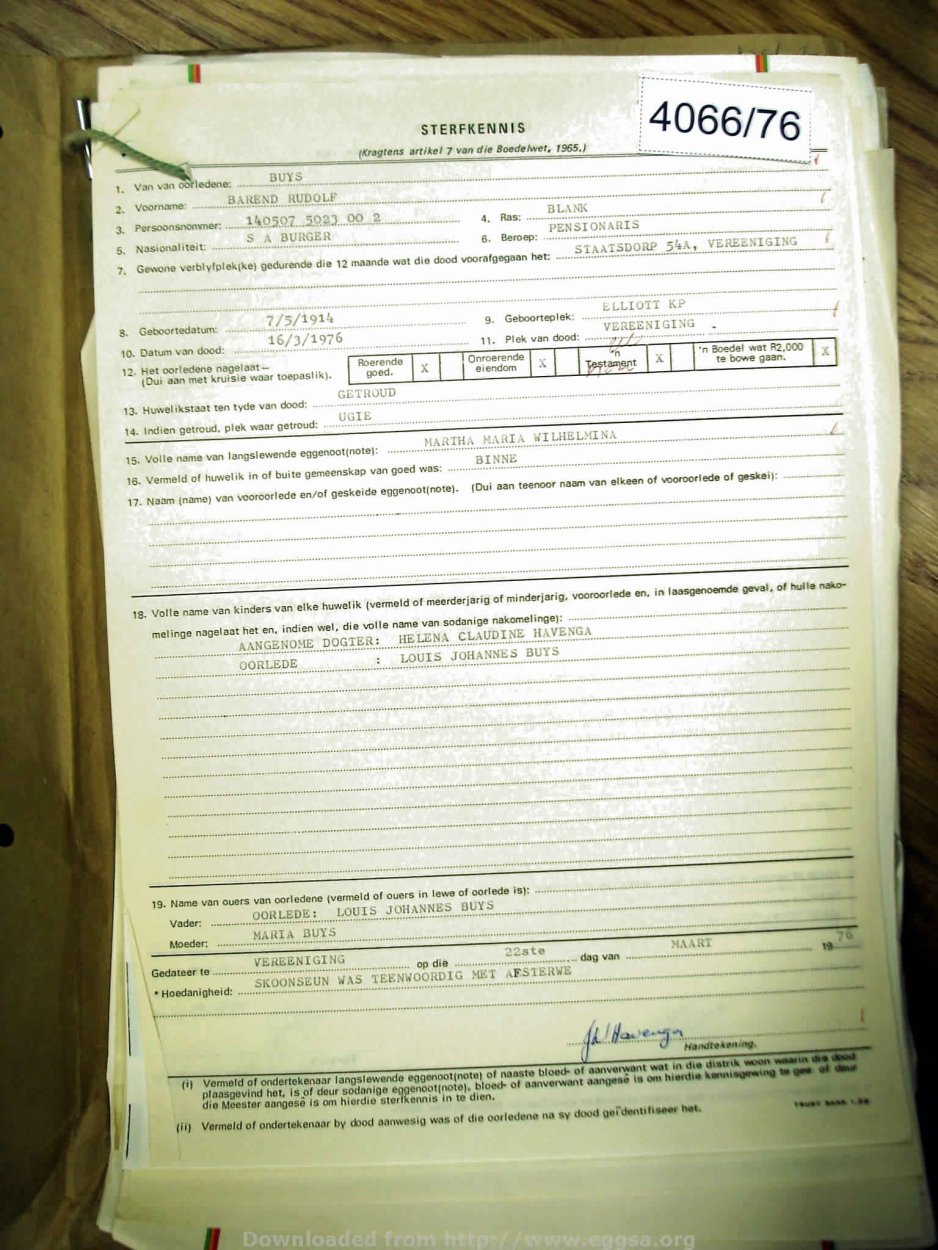 4066/76
STERFKENNIS
(Kragtens artikel 7 van die Boedelwet, 1965.)
1. Van van oorledene: BUYS
2. Voorname: BAREND RUDOLF
3. Persoonsnommer: 140507 5023 00 2 4. Ras: BLANK
5. Nasionaliteit: S A BURGER 6. Beroep: PENSIONARIS
7. Gewone verblyfplek(ke) gedurende die 12 maande wat die dood voorafgegaan het: STAATSDORP 54A, VEREENIGING
8. Geboortedatum: 7/5/1914 9. Geboorteplek: ELLIOTT KP
10. Datum van dood: 16/3/1976 11. Plek van dood: VEREENIGING
12. Het oorledene nagelaat — Roerende goed. X Onroerende eiendom X 'n Testament X 'n Boedel wat R2,000 te bowe gaan. X
(Dui aan met kruisie waar toepaslik).
13. Huwelikstaat ten tyde van dood: GETROUD
14. Indien getroud, plek waar getroud: UGIE
15. Volle name van langslewende eggenoot(note): MARTHA MARIA WILHELMINA
16. Vermeld of huwelik in of buite gemeenskap van goed was: BINNE
17. Naam (name) van vooroorlede en/of geskeide eggenoot(note). (Dui aan teenoor naam van elkeen of vooroorlede of geskei):
18. Volle name van kinders van elke huwelik (vermeld of meerderjarig of minderjarig, vooroorlede en, in laasgenoemde geval, of hulle nako-
melinge nagelaat het en, indien wel, die volle name van sodanige nakomelinge):
AANGENOME DOGTER: HELENA CLAUDINE HAVENGA
OORLEDE : LOUIS JOHANNES BUYS
19. Name van ouers van oorledene (vermeld of ouers in lewe of oorlede is):
Vader: OORLEDE: LOUIS JOHANNES BUYS
Moeder: MARIA BUYS
Gedateer te VEREENIGING op die 22ste dag van MAART 19 76
* Hoedanigheid: SKOONSEUN WAS TEENWOORDIG MET AFSTERWE
Havenga
Handtekening.
(i) Vermeld of ondertekenaar langslewende eggenoot(note) of naaste bloed- of aanverwant wat in die distrik woon waarin die dood
plaasgevind het, is of deur sodanige eggenoot(note), bloed- of aanverwant aangesê is om hierdie kennisgewing te gee of deur
die Meester aangesê is om hierdie sterfkennis in te dien.
(ii) Vermeld of ondertekenaar by dood aanwesig was of die oorledene na sy dood geïdentifiseer het.
Downloaded from http://www.eggsa.org